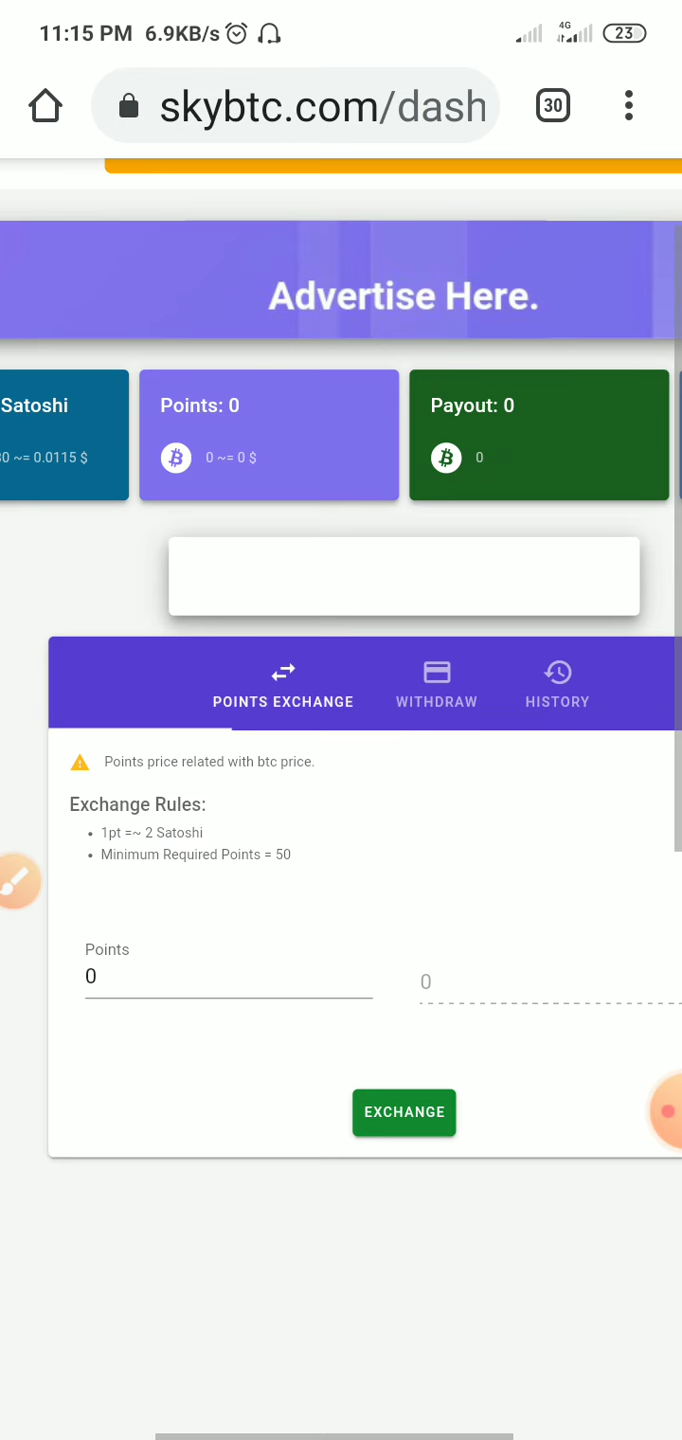 11:15 PM 6.9KB/s 4G 23
skybtc.com/dash 30
Advertise Here.
Satoshi
0 ~= 0.0115 $
Points: 0
0 ~= 0 $
Payout: 0
0
POINTS EXCHANGE
WITHDRAW
HISTORY
Points price related with btc price.
Exchange Rules:
• 1pt =~ 2 Satoshi
• Minimum Required Points = 50
Points
0
0
EXCHANGE